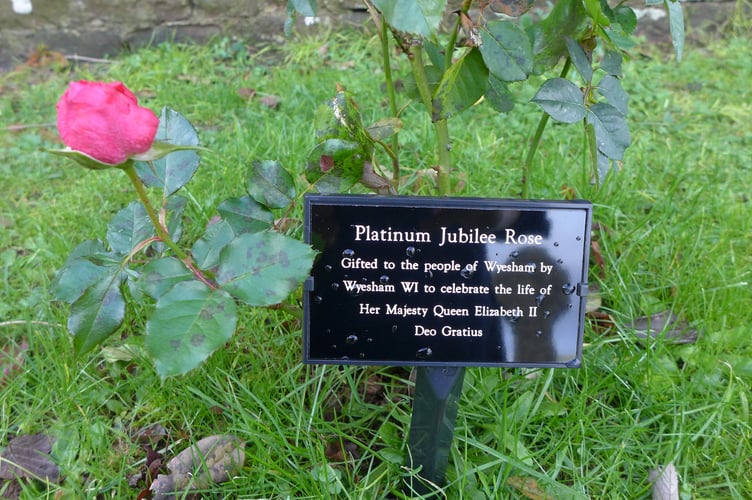 Platinum Jubilee Rose
Gifted to the people of Wyesham by
Wyesham WI to celebrate the life of
Her Majesty Queen Elizabeth II
Deo Gratius